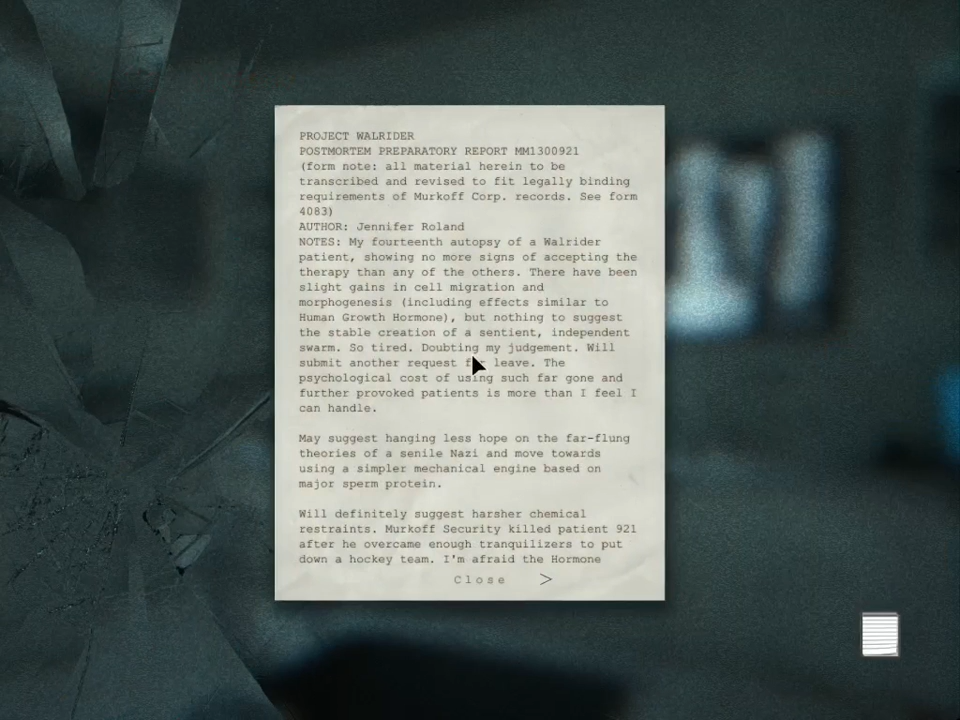 PROJECT WALRIDER
POSTMORTEM PREPARATORY REPORT MM1300921
(form note: all material herein to be
transcribed and revised to fit legally binding
requirements of Murkoff Corp. records. See form
4083)
AUTHOR: Jennifer Roland
NOTES: My fourteenth autopsy of a Walrider
patient, showing no more signs of accepting the
therapy than any of the others. There have been
slight gains in cell migration and
morphogenesis (including effects similar to
Human Growth Hormone), but nothing to suggest
the stable creation of a sentient, independent
swarm. So tired. Doubting my judgement. Will
submit another request for leave. The
psychological cost of using such far gone and
further provoked patients is more than I feel I
can handle.
May suggest hanging less hope on the far-flung
theories of a senile Nazi and move towards
using a simpler mechanical engine based on
major sperm protein.
Will definitely suggest harsher chemical
restraints. Murkoff Security killed patient 921
after he overcame enough tranquilizers to put
down a hockey team. I'm afraid the Hormone
Close >